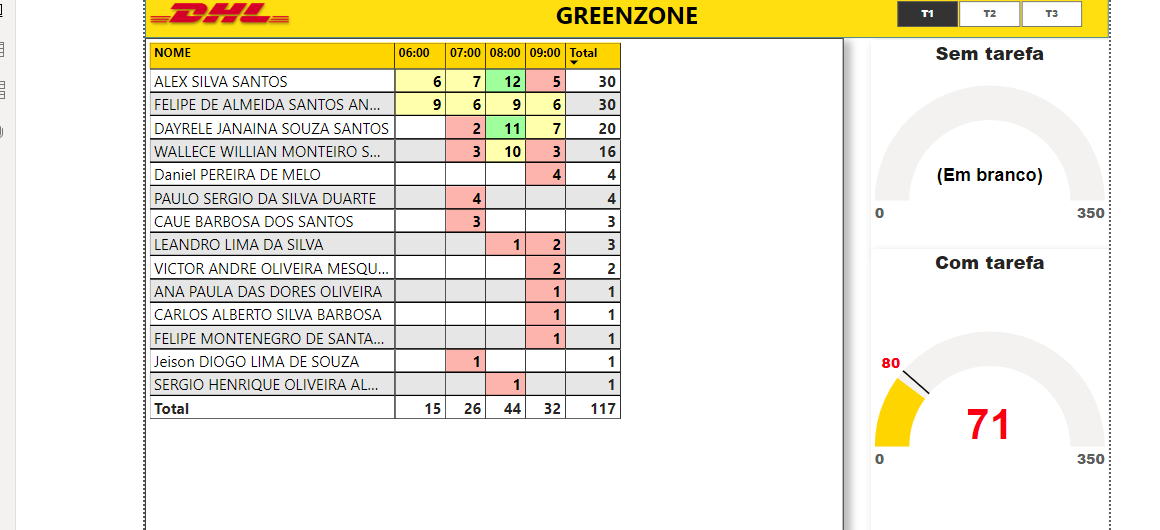 DHL
GREENZONE
T1 T2 T3
NOME 06:00 07:00 08:00 09:00 Total
ALEX SILVA SANTOS 6 7 12 5 30
FELIPE DE ALMEIDA SANTOS AN... 9 6 9 6 30
DAYRELE JANAINA SOUZA SANTOS 2 11 7 20
WALLECE WILLIAN MONTEIRO S... 3 10 3 16
Daniel PEREIRA DE MELO 4 4
PAULO SERGIO DA SILVA DUARTE 4 4
CAUE BARBOSA DOS SANTOS 3 3
LEANDRO LIMA DA SILVA 1 2 3
VICTOR ANDRE OLIVEIRA MESQU... 2 2
ANA PAULA DAS DORES OLIVEIRA 1 1
CARLOS ALBERTO SILVA BARBOSA 1 1
FELIPE MONTENEGRO DE SANTA... 1 1
Jeison DIOGO LIMA DE SOUZA 1 1
SERGIO HENRIQUE OLIVEIRA AL... 1 1
Total 15 26 44 32 117
Sem tarefa
(Em branco)
0 350
Com tarefa
80
71
0 350